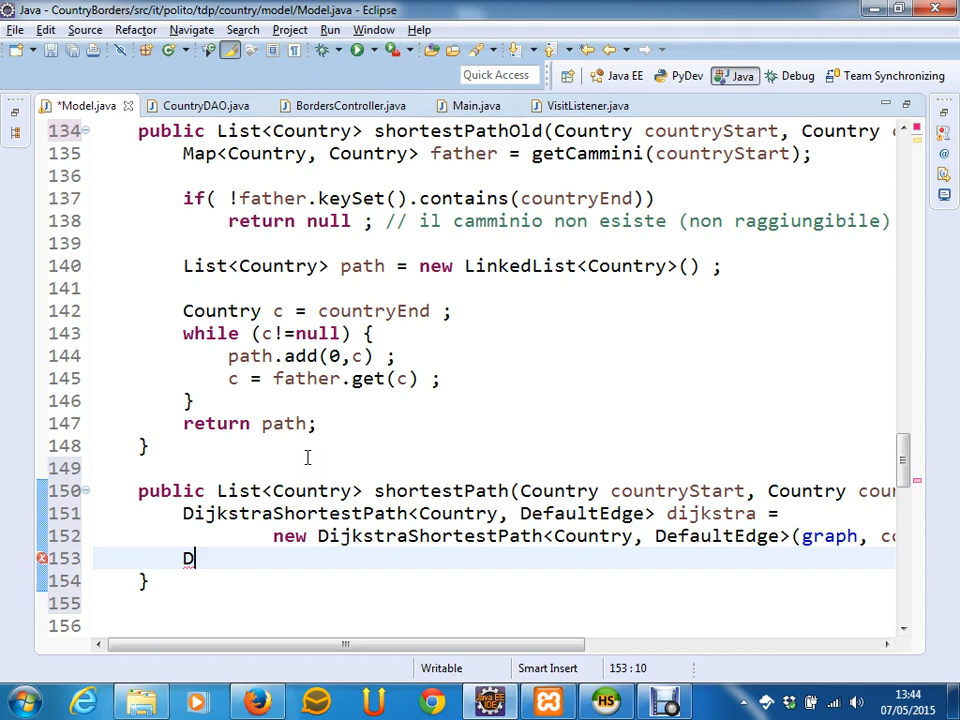 Java - CountryBorders/src/it/polito/tdp/country/model/Model.java - Eclipse
File Edit Source Refactor Navigate Search Project Run Window Help
Quick Access Java EE PyDev Java Debug Team Synchronizing
*Model.java CountryDAO.java BordersController.java Main.java VisitListener.java
134 public List<Country> shortestPathOld(Country countryStart, Country c
135 Map<Country, Country> father = getCammini(countryStart);
136
137 if( !father.keySet().contains(countryEnd))
138 return null ; // il camminio non esiste (non raggiungibile)
139
140 List<Country> path = new LinkedList<Country>() ;
141
142 Country c = countryEnd ;
143 while (c!=null) {
144 path.add(0,c) ;
145 c = father.get(c) ;
146 }
147 return path;
148 }
149
150 public List<Country> shortestPath(Country countryStart, Country cou
151 DijkstraShortestPath<Country, DefaultEdge> dijkstra =
152 new DijkstraShortestPath<Country, DefaultEdge>(graph, co
153 D
154 }
155
156
Writable Smart Insert 153 : 10
13:44
07/05/2015